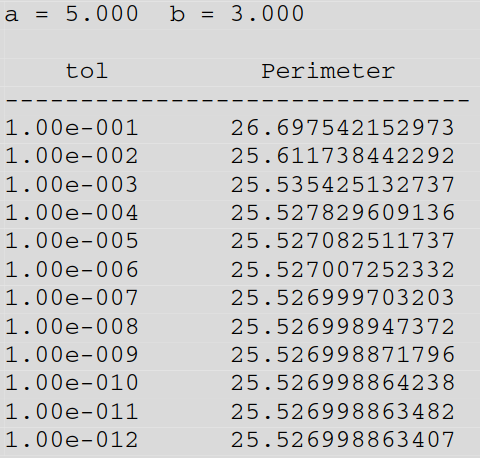 a = 5.000  b = 3.000
tol          Perimeter
-------------------------------
1.00e-001      26.697542152973
1.00e-002      25.611738442292
1.00e-003      25.535425132737
1.00e-004      25.527829609136
1.00e-005      25.527082511737
1.00e-006      25.527007252332
1.00e-007      25.526999703203
1.00e-008      25.526998947372
1.00e-009      25.526998871796
1.00e-010      25.526998864238
1.00e-011      25.526998863482
1.00e-012      25.526998863407